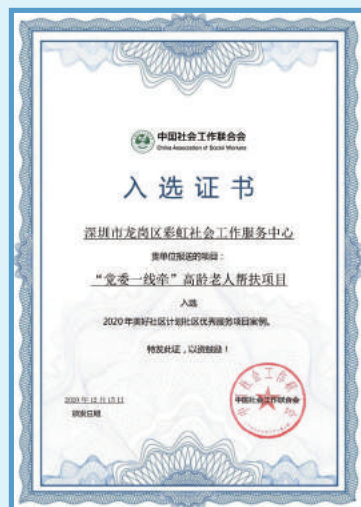 中国社会工作联合会
China Association of Social Workers
入选证书
深圳市龙岗区彩虹社会工作服务中心
贵单位报送的项目：
“党委一线牵”高龄老人帮扶项目
入选
2020年美好社区计划社区优秀服务项目案例。
特发此证，以资鼓励！
2020年12月15日
颁发日期
中国社会工作联合会